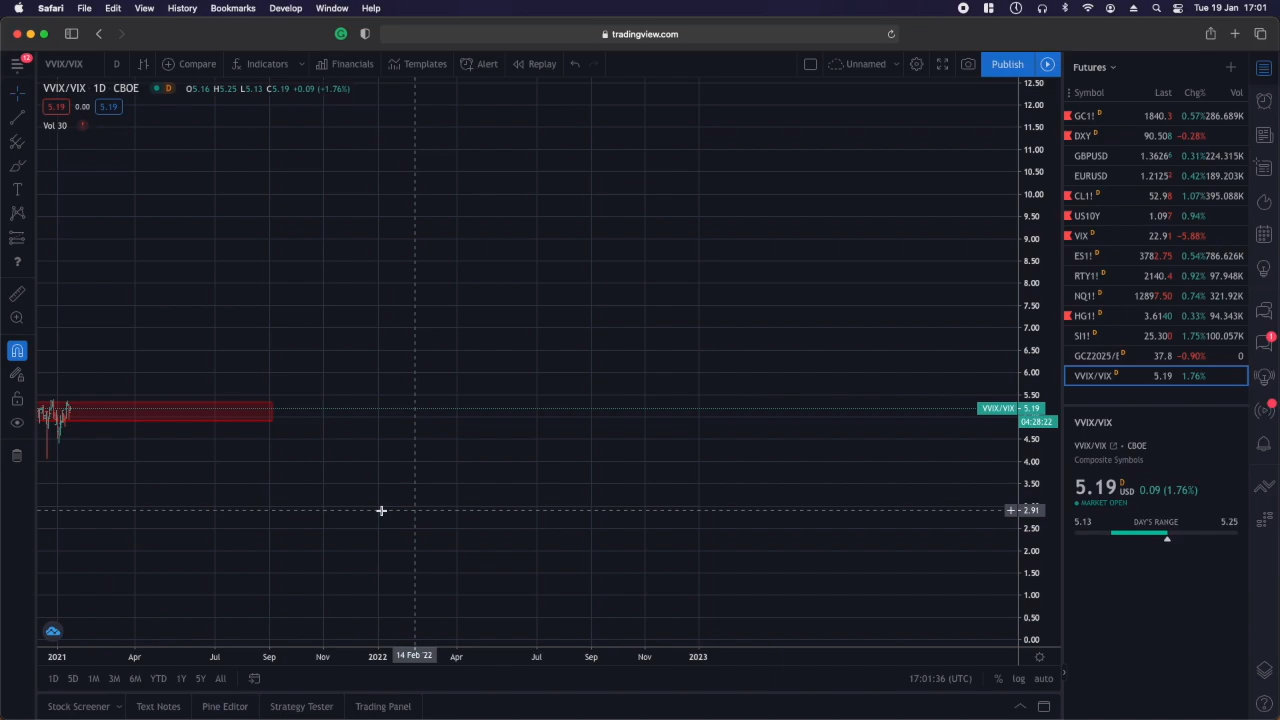 Safari File Edit View History Bookmarks Develop Window Help Tue 19 Jan 17:01
tradingview.com
12 VVIX/VIX D Compare Indicators Financials Templates Alert Replay Unnamed Publish
VVIX/VIX 1D CBOE D O5.16 H5.25 L5.13 C5.19 +0.09 (+1.76%)
5.19 0.00 5.19
Vol 30
12.50
12.00
11.50
11.00
10.50
10.00
9.50
9.00
8.50
8.00
7.50
7.00
6.50
6.00
5.50
VVIX/VIX 5.19
04:28:22
4.50
4.00
3.50
2.91
2.50
2.00
1.50
1.00
0.50
0.00
2021 Apr Jul Sep Nov 2022 14 Feb '22 Apr Jul Sep Nov 2023
1D 5D 1M 3M 6M YTD 1Y 5Y All 17:01:36 (UTC) % log auto
Stock Screener Text Notes Pine Editor Strategy Tester Trading Panel
Futures
Symbol Last Chg% Vol
GC1! D 1840.3 0.57% 286.689K
DXY D 90.508 −0.28%
GBPUSD 1.36266 0.31% 224.315K
EURUSD 1.21252 0.42% 189.203K
CL1! D 52.98 1.07% 395.088K
US10Y 1.097 0.94%
VIX D 22.91 −5.88%
ES1! D 3782.75 0.54% 786.626K
RTY1! D 2140.4 0.92% 97.948K
NQ1! D 12897.50 0.74% 321.92K
HG1! D 3.6140 0.33% 94.343K
SI1! D 25.300 1.75% 100.057K
GCZ2025/ D 37.8 −0.90% 0
VVIX/VIX D 5.19 1.76%
VVIX/VIX
VVIX/VIX CBOE
Composite Symbols
5.19 D USD 0.09 (1.76%)
MARKET OPEN
5.13 DAY'S RANGE 5.25
1